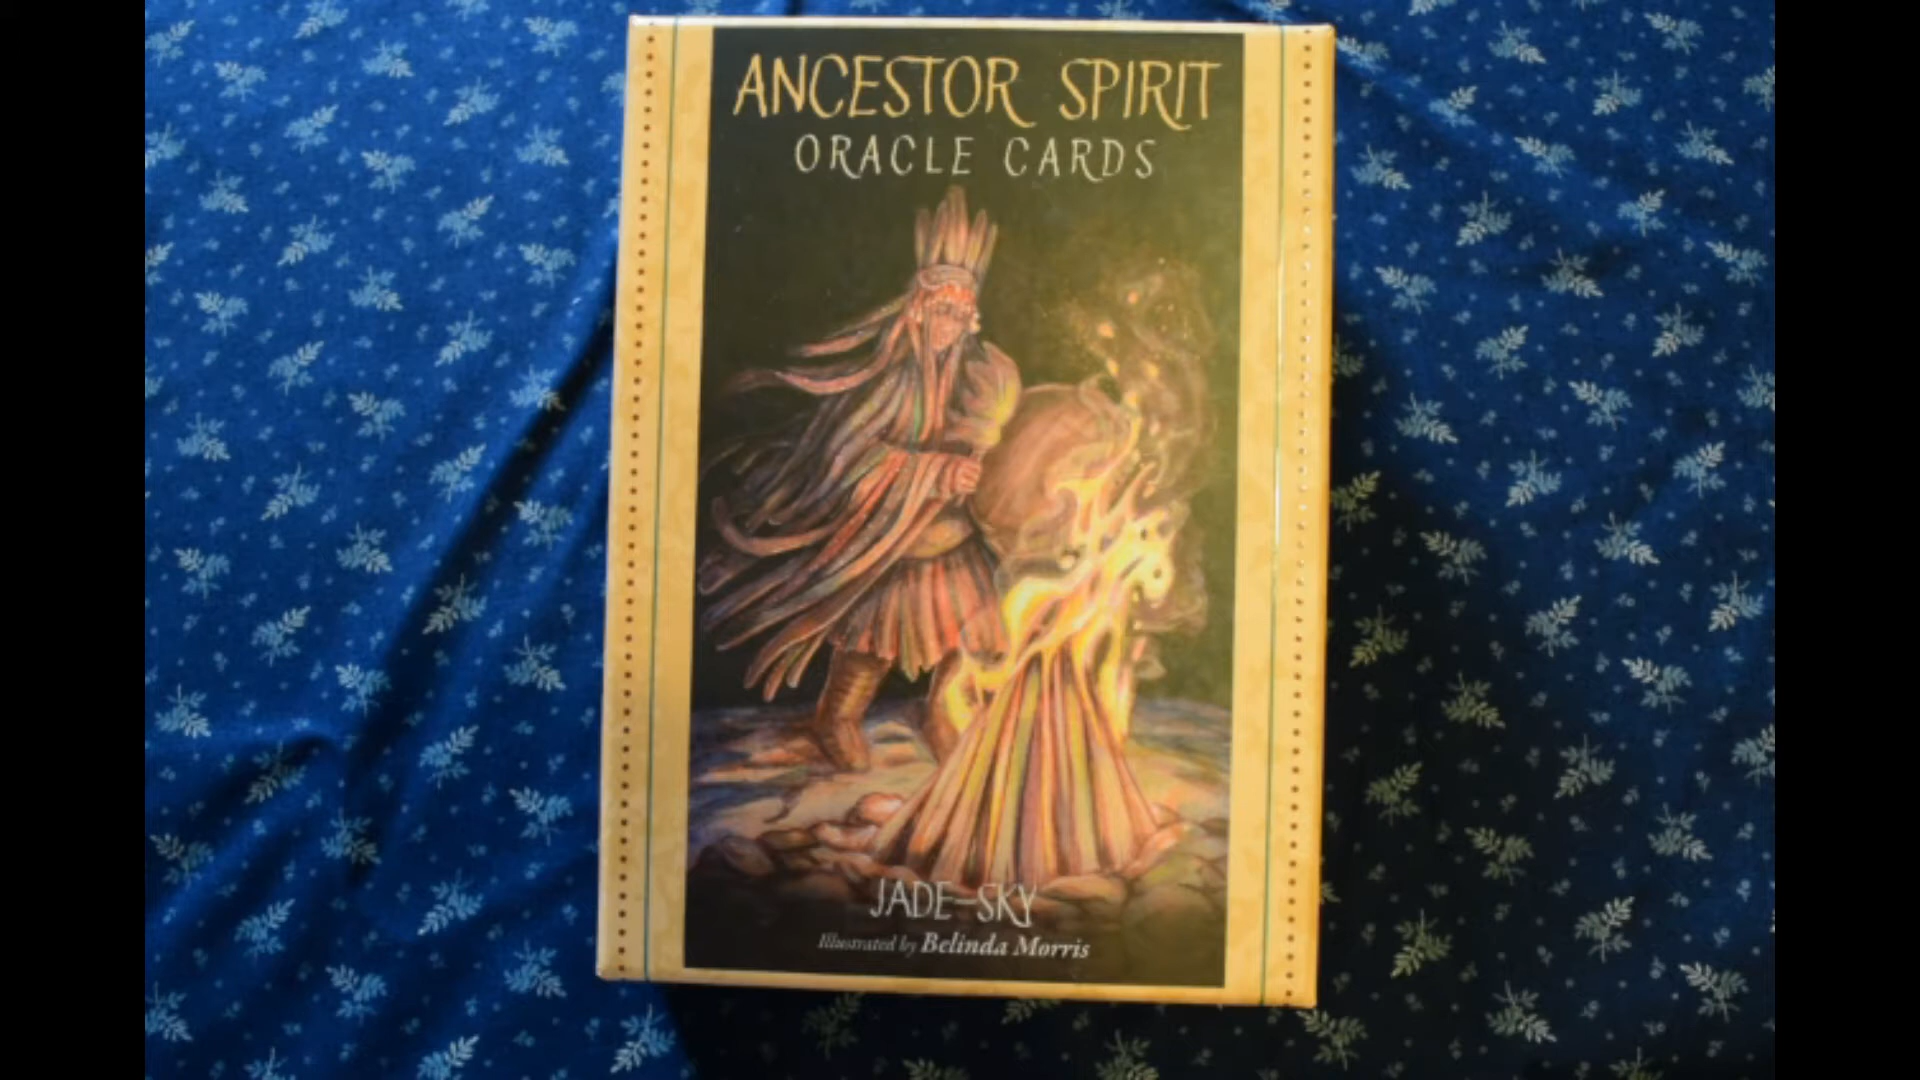 ANCESTOR SPIRIT
ORACLE CARDS
JADE-SKY
Illustrated by Belinda Morris